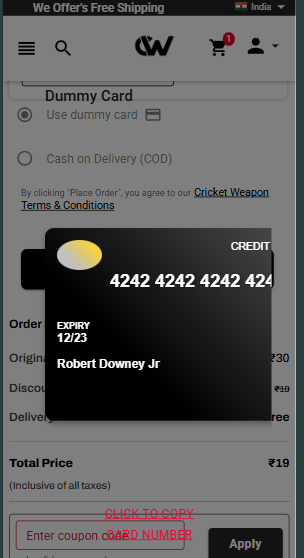 We Offer's Free Shipping
India
CW
1
Dummy Card
Use dummy card
Cash on Delivery (COD)
By clicking "Place Order", you agree to our Cricket Weapon
Terms & Conditions
CREDIT
4242 4242 4242 424
EXPIRY
12/23
Robert Downey Jr
Order
Origina
₹30
Discou
₹10
Delivery
ree
Total Price
₹19
(Inclusive of all taxes)
CLICK TO COPY
CARD NUMBER
Enter coupon code
Apply